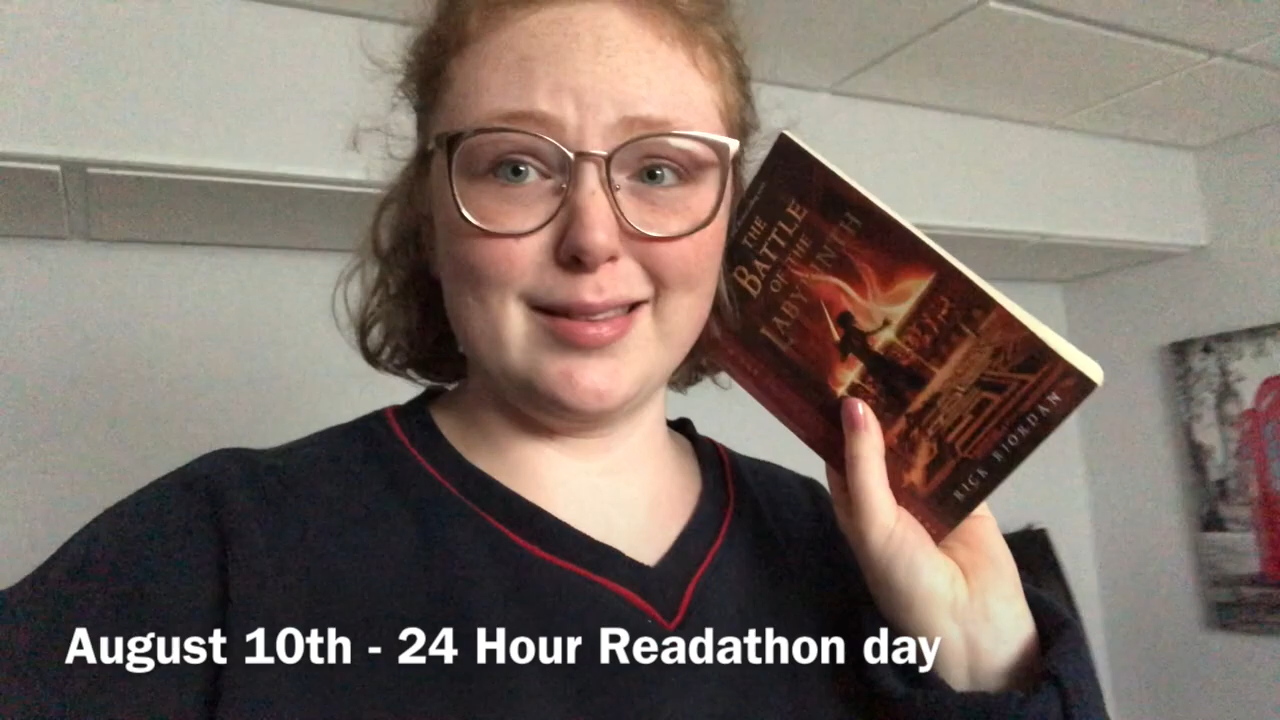 THE
BATTLE
OF THE
LABYRINTH
RICK RIORDAN
August 10th - 24 Hour Readathon day